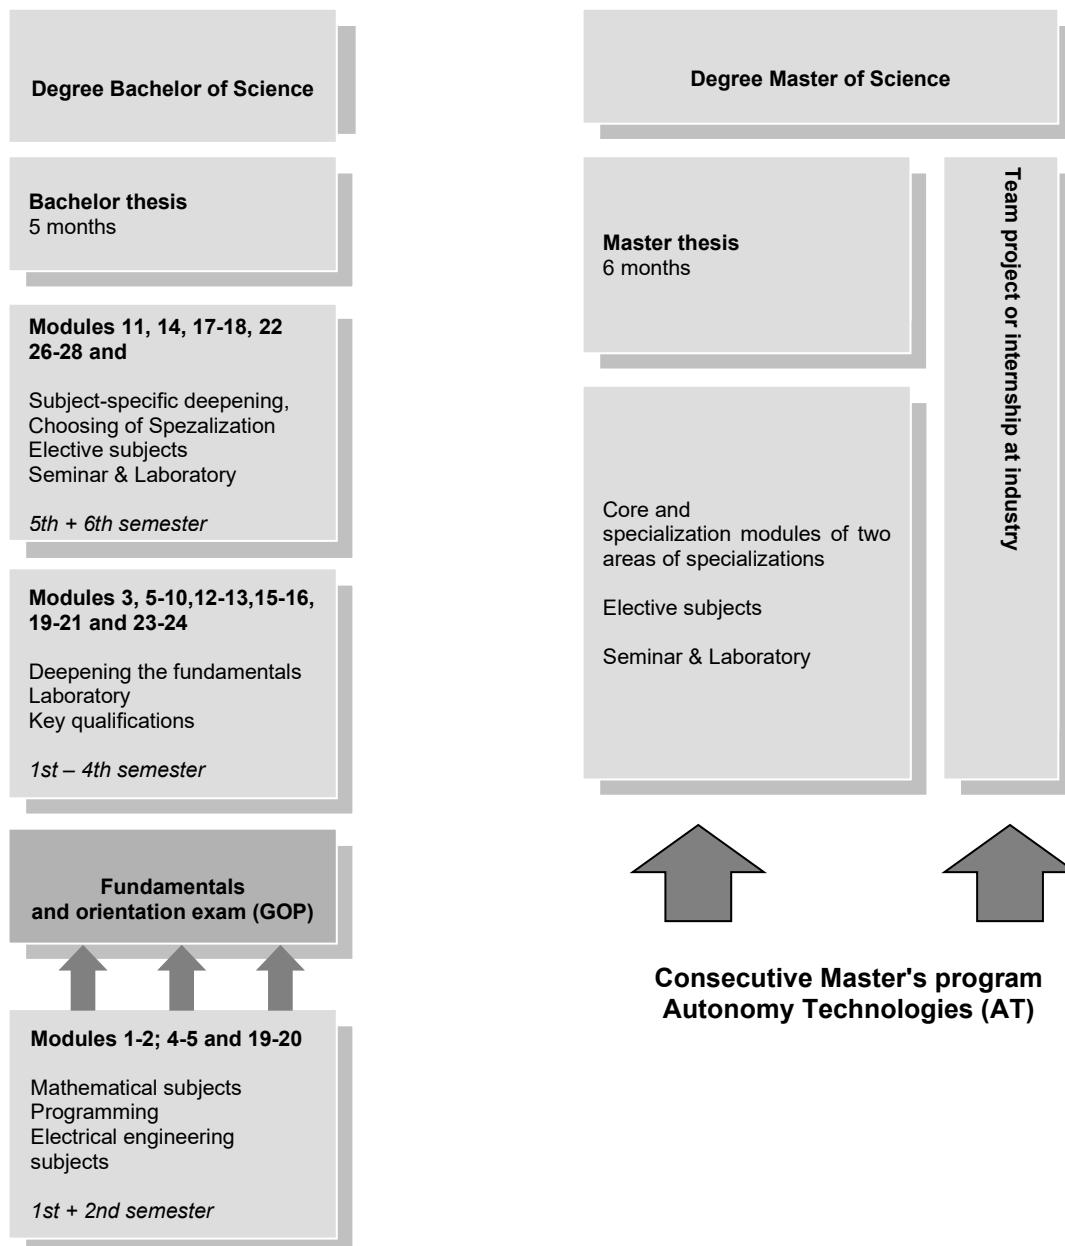 Degree Bachelor of Science
Bachelor thesis
5 months
Modules 11, 14, 17-18, 22
26-28 and
Subject-specific deepening,
Choosing of Spezalization
Elective subjects
Seminar & Laboratory
5th + 6th semester
Modules 3, 5-10,12-13,15-16,
19-21 and 23-24
Deepening the fundamentals
Laboratory
Key qualifications
1st – 4th semester
Fundamentals
and orientation exam (GOP)
Modules 1-2; 4-5 and 19-20
Mathematical subjects
Programming
Electrical engineering
subjects
1st + 2nd semester
Degree Master of Science
Master thesis
6 months
Team project or internship at industry
Core and
specialization modules of two
areas of specializations
Elective subjects
Seminar & Laboratory
Consecutive Master's program
Autonomy Technologies (AT)